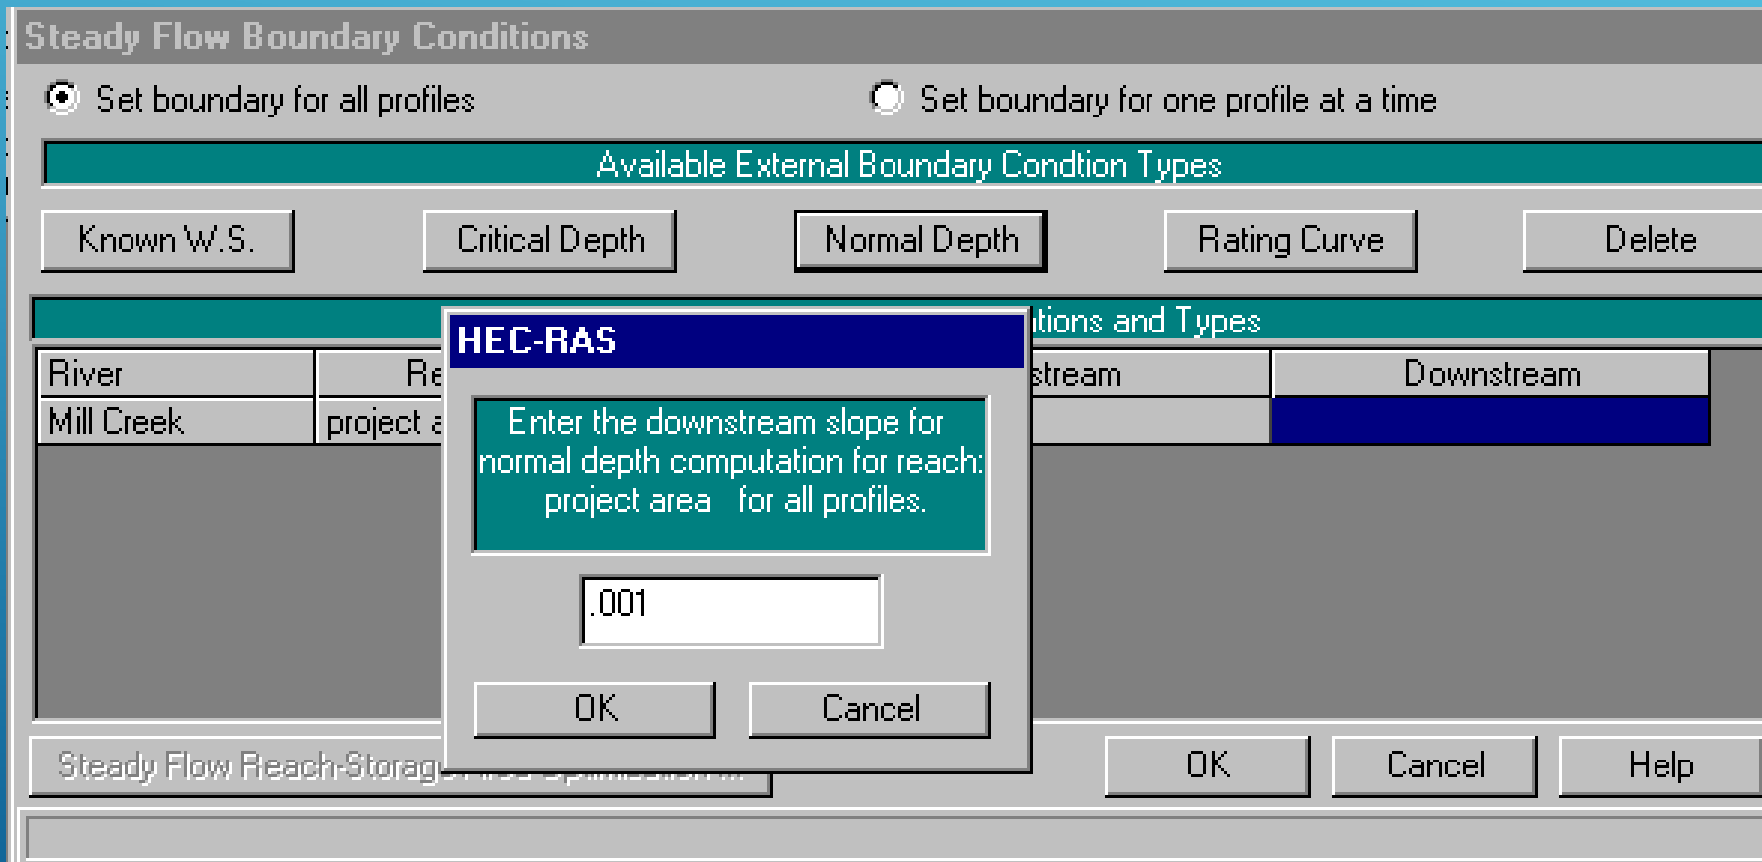 Steady Flow Boundary Conditions
Set boundary for all profiles
Set boundary for one profile at a time
Available External Boundary Condtion Types
Known W.S.
Critical Depth
Normal Depth
Rating Curve
Delete
and Types
HEC-RAS
River
Downstream
Mill Creek
project
Enter the downstream slope for
normal depth computation for reach:
project area for all profiles.
.001
OK
Cancel
Steady Flow
OK
Cancel
Help